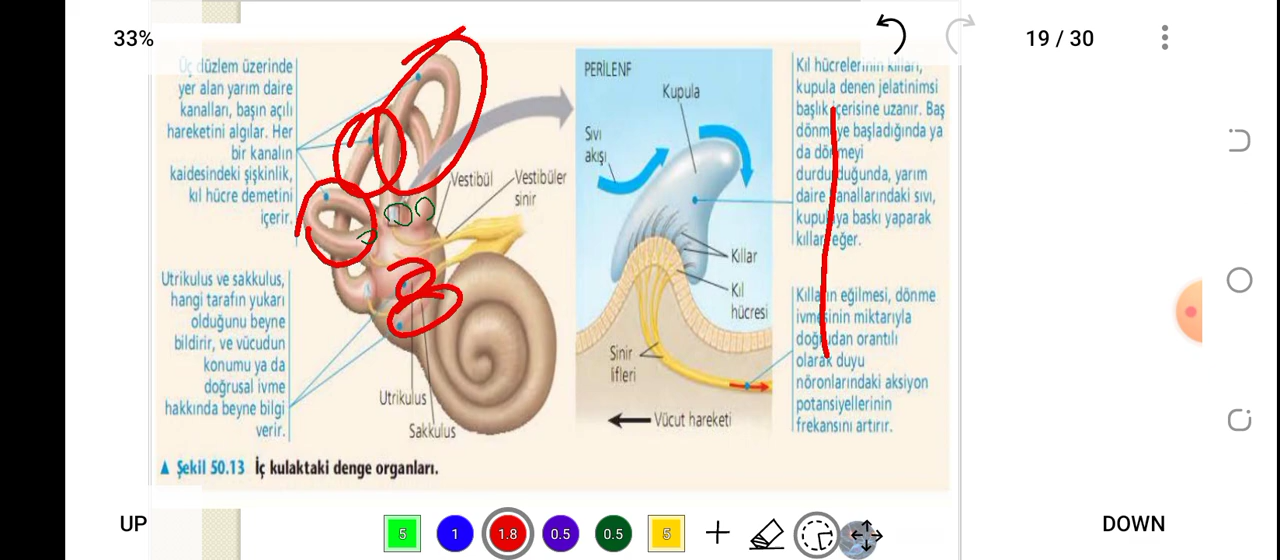 33%
19 / 30
Üç düzlem üzerinde
yer alan yarım daire
kanalları, başın açılı
hareketini algılar. Her
bir kanalın
kaidesindeki şişkinlik,
kıl hücre demetini
içerir.
Utrikulus ve sakkulus,
hangi tarafın yukarı
olduğunu beyne
bildirir, ve vücudun
konumu ya da
doğrusal ivme
hakkında beyne bilgi
verir.
Vestibül
Vestibüler
sinir
Utrikulus
Sakkulus
PERİLENF
Kupula
Sıvı
akışı
Kıllar
Kıl
hücresi
Sinir
lifleri
Vücut hareketi
Kıl hücrelerinin kılları,
kupula denen jelatinimsi
başlık içerisine uzanır. Baş
dönmeye başladığında ya
da dönmeyi
durdurduğunda, yarım
daire kanallarındaki sıvı,
kupulaya baskı yaparak
kılları eğer.
Kılların eğilmesi, dönme
ivmesinin miktarıyla
doğrudan orantılı
olarak duyu
nöronlarındaki aksiyon
potansiyellerinin
frekansını artırır.
▲ Şekil 50.13 İç kulaktaki denge organları.
UP
5
1
1.8
0.5
0.5
5
DOWN